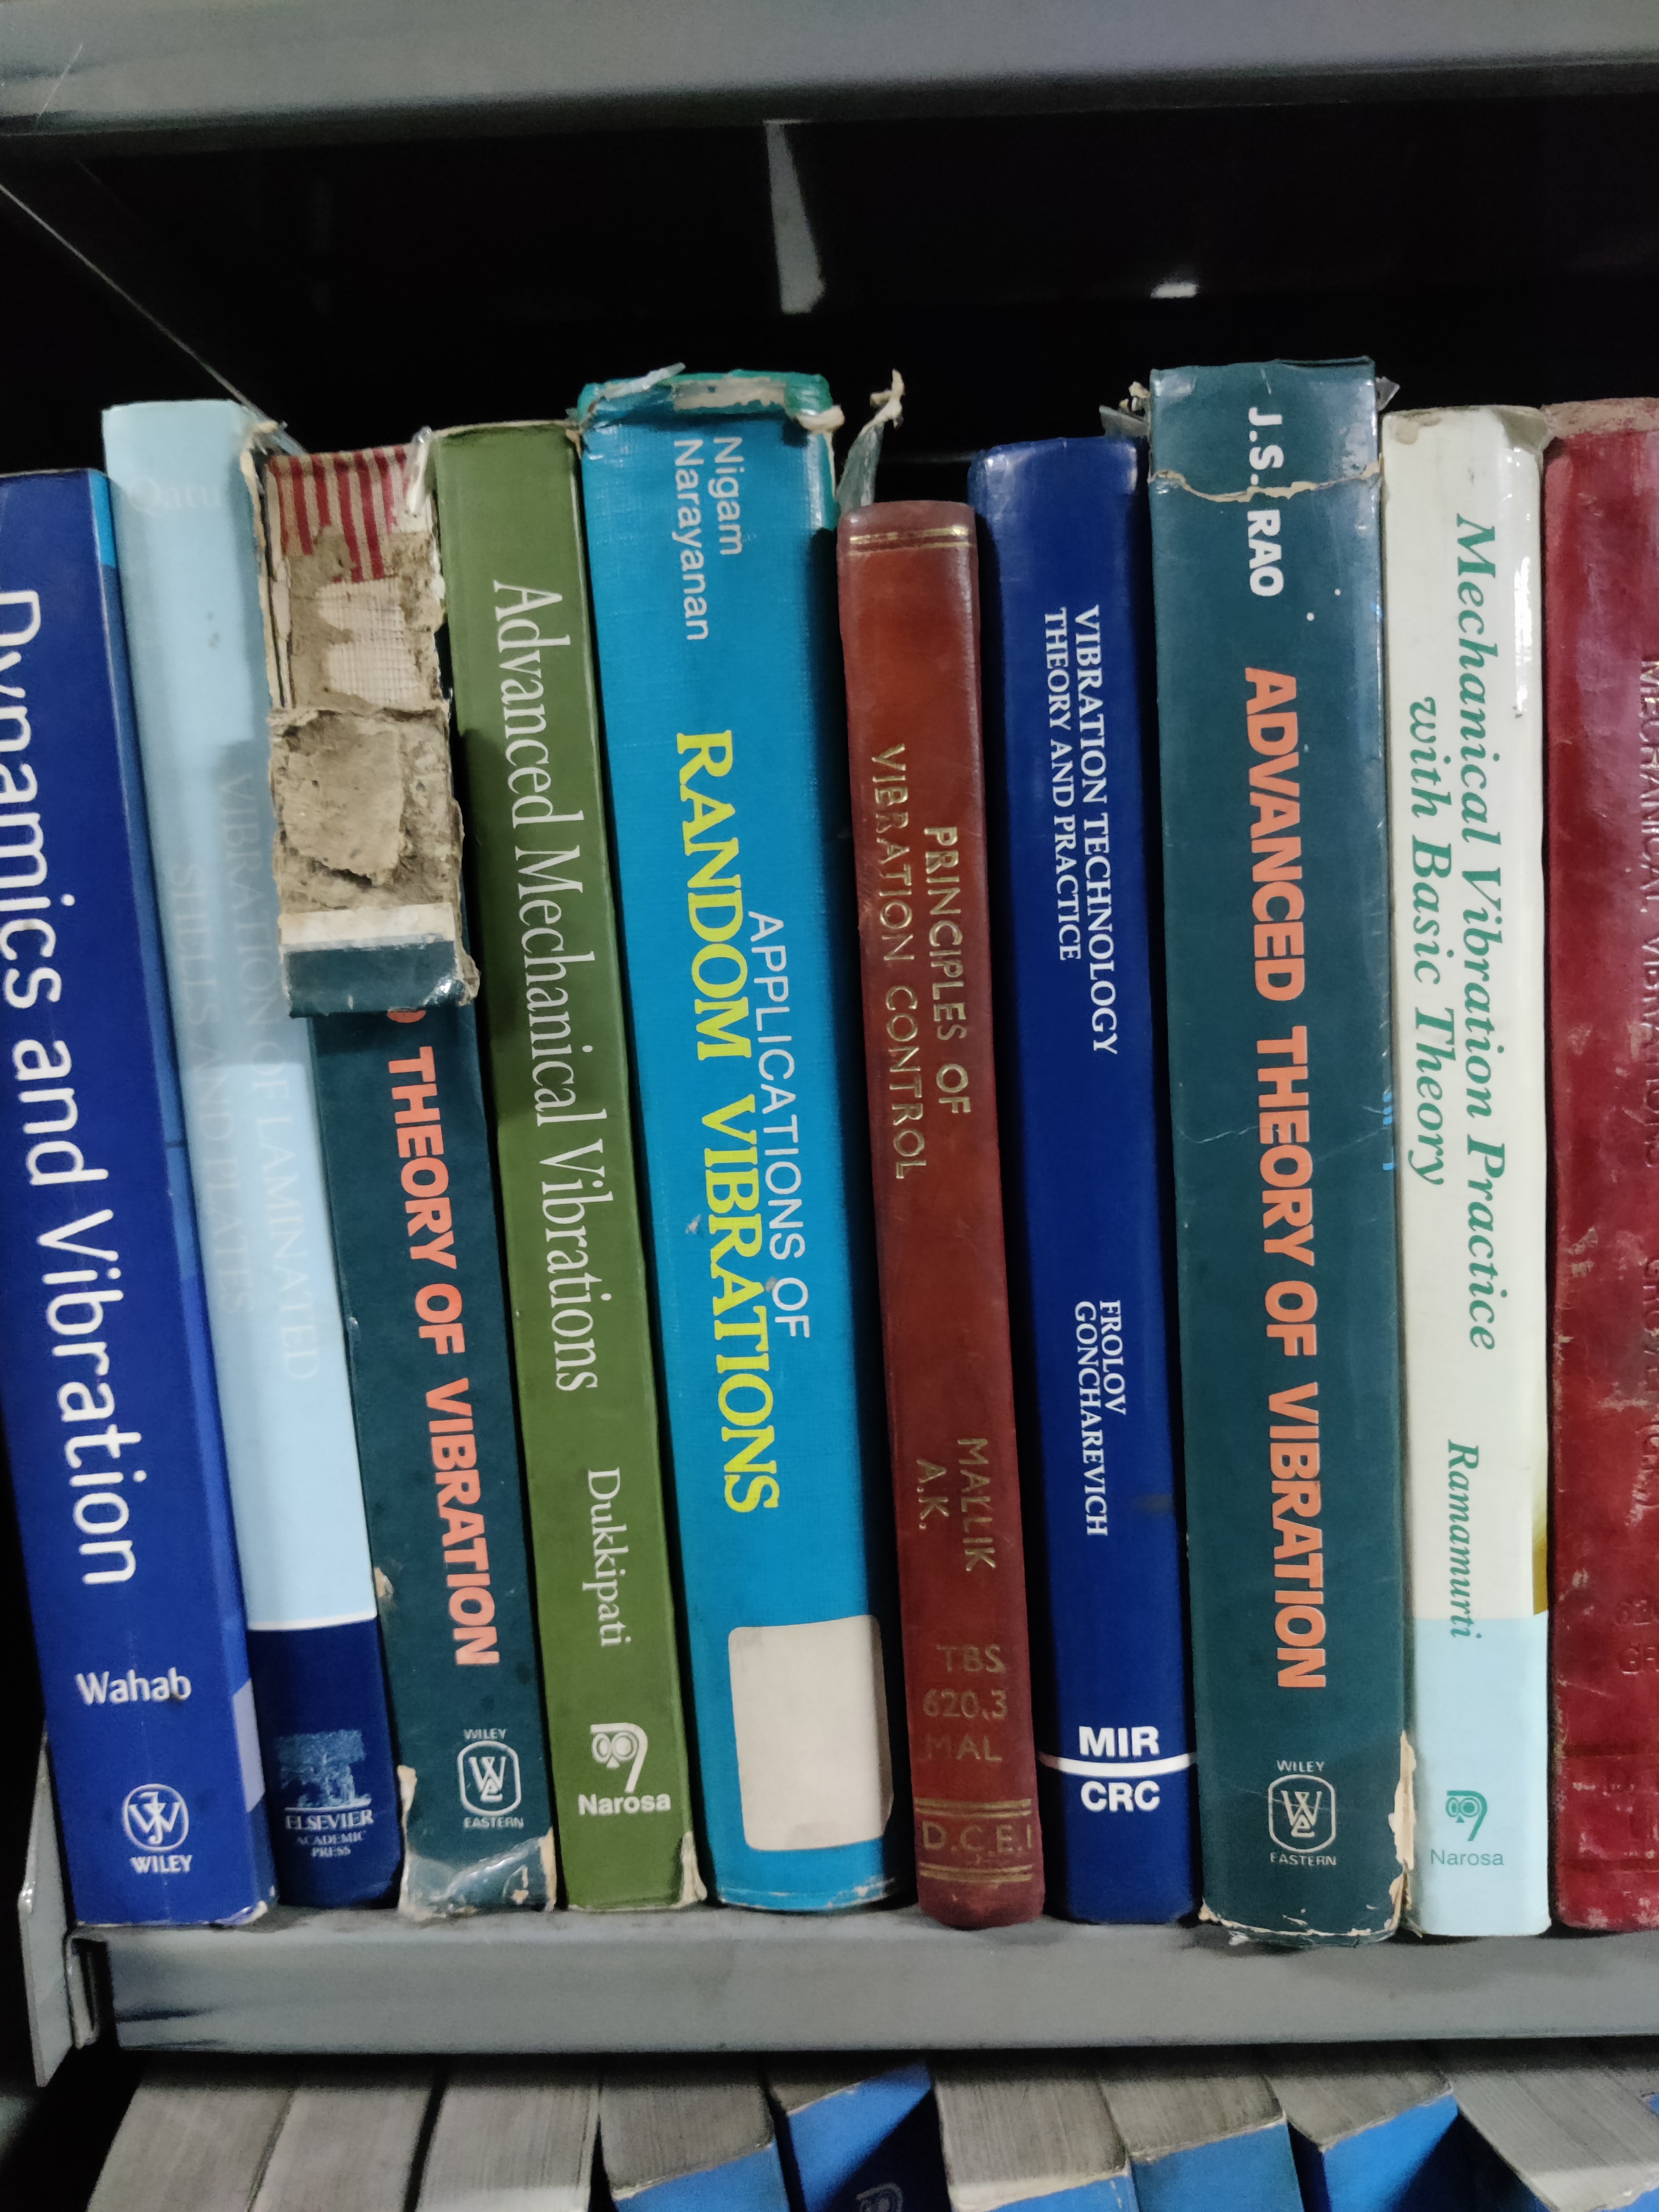 Dynamics and Vibration
Wahab
WILEY
Qatu
VIBRATION OF LAMINATED
SHELLS AND PLATES
ELSEVIER
ACADEMIC
PRESS
THEORY OF VIBRATION
WILEY
EASTERN
Advanced Mechanical Vibrations
Dukkipati
Narosa
Nigam
Narayanan
APPLICATIONS OF
RANDOM VIBRATIONS
PRINCIPLES OF
VIBRATION CONTROL
MALLIK
A.K.
TBS
620.3
MAL
D.C.E.
VIBRATION TECHNOLOGY
THEORY AND PRACTICE
FROLOV
GONCHAREVICH
MIR
CRC
J.S. RAO
ADVANCED THEORY OF VIBRATION
WILEY
EASTERN
Mechanical Vibration Practice
with Basic Theory
Ramamurti
Narosa
MECHANICAL VIBRATIONS